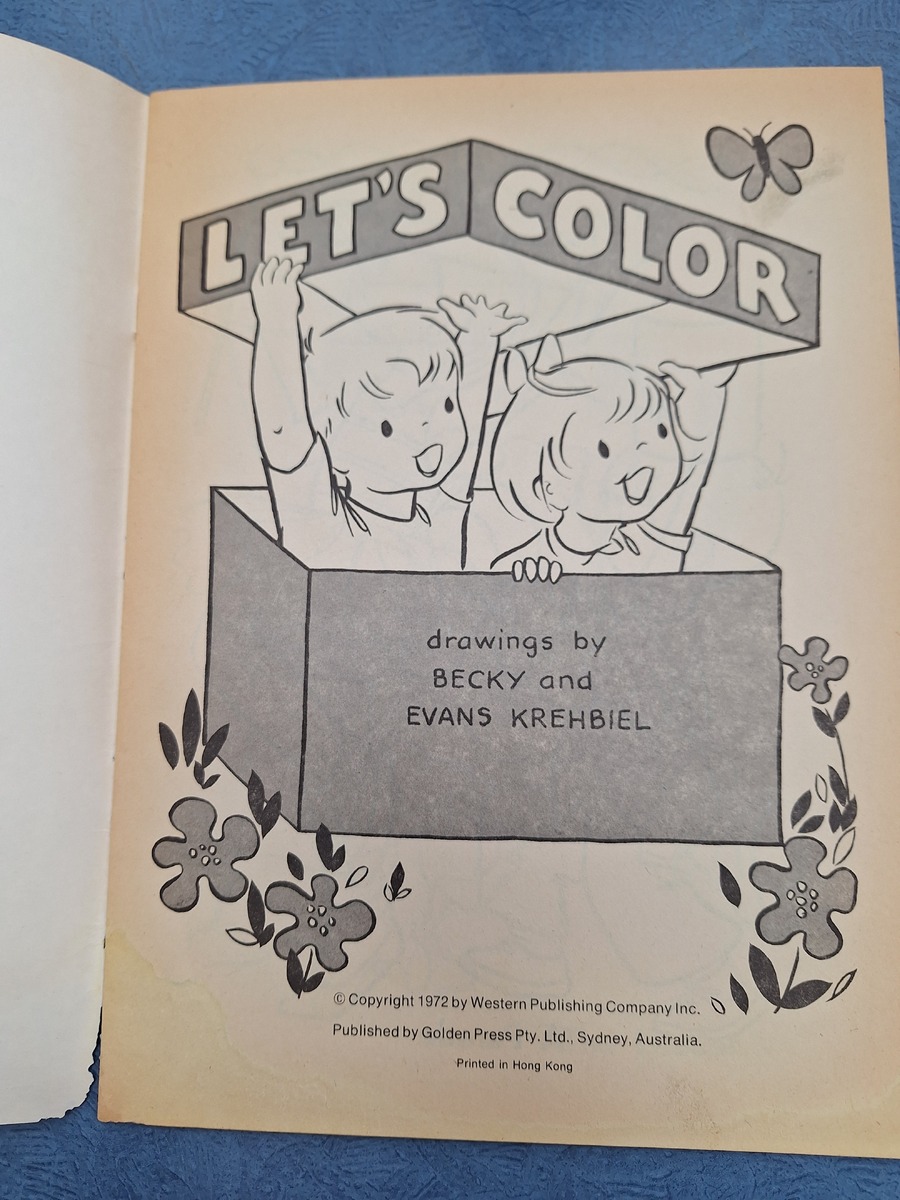 LET'S COLOR
drawings by
BECKY and
EVANS KREHBIEL
© Copyright 1972 by Western Publishing Company Inc.
Published by Golden Press Pty. Ltd., Sydney, Australia.
Printed in Hong Kong